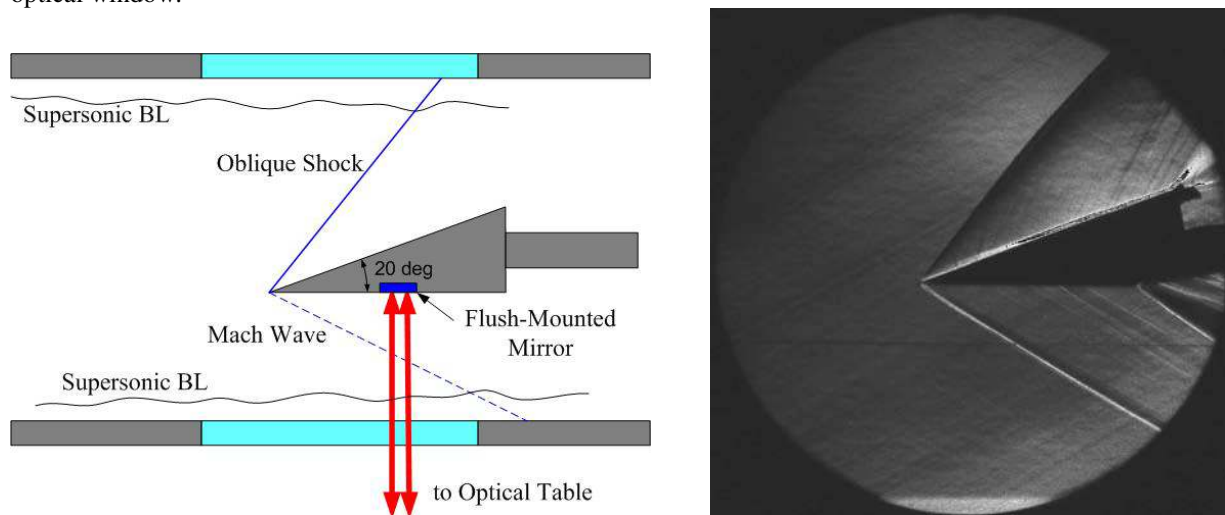 optical window.
Supersonic BL
Oblique Shock
20 deg
Flush-Mounted
Mirror
Mach Wave
Supersonic BL
to Optical Table